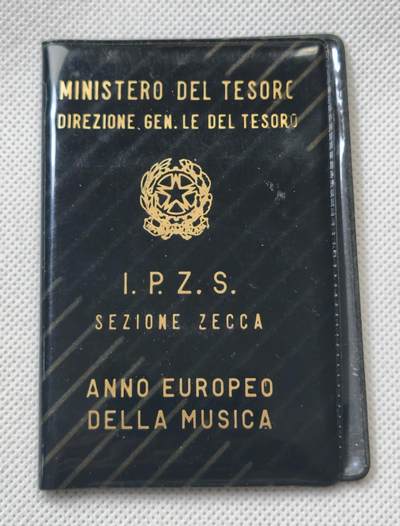 MINISTERO DEL TESORO
DIREZIONE. GEN. LE DEL TESORO
I. P. Z. S.
SEZIONE ZECCA
ANNO EUROPEO
DELLA MUSICA